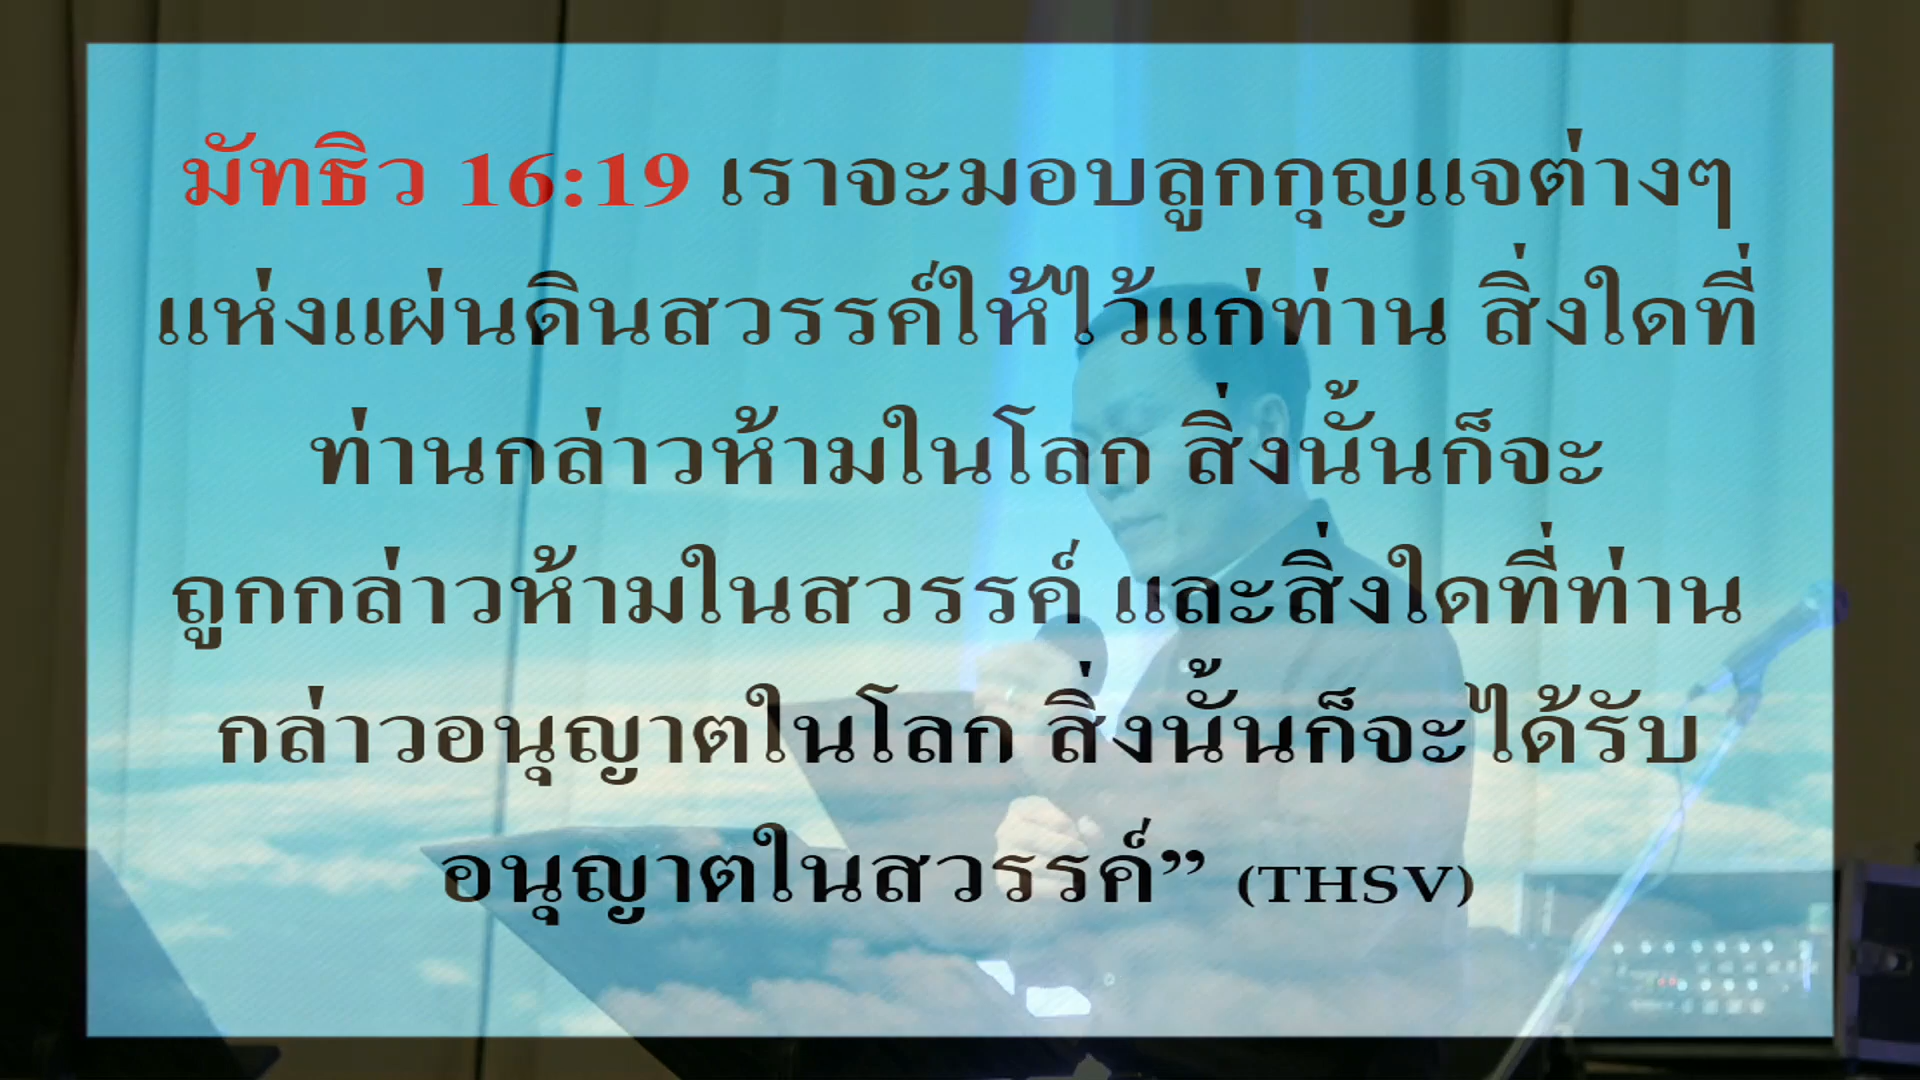 มัทธิว 16:19 เราจะมอบลูกกุญแจต่างๆ
แห่งแผ่นดินสวรรค์ให้ไว้แก่ท่าน สิ่งใดที่
ท่านกล่าวห้ามในโลก สิ่งนั้นก็จะ
ถูกกล่าวห้ามในสวรรค์ และสิ่งใดที่ท่าน
กล่าวอนุญาตในโลก สิ่งนั้นก็จะได้รับ
อนุญาตในสวรรค์” (THSV)